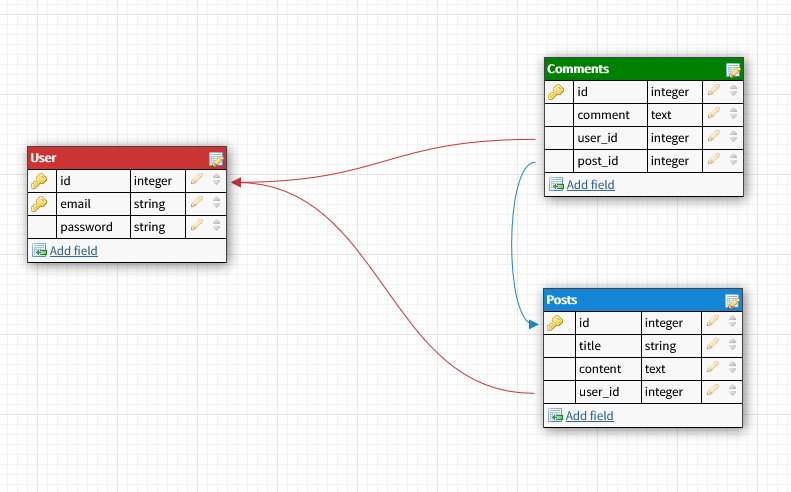 User
id integer
email string
password string
Add field
Comments
id integer
comment text
user_id integer
post_id integer
Add field
Posts
id integer
title string
content text
user_id integer
Add field